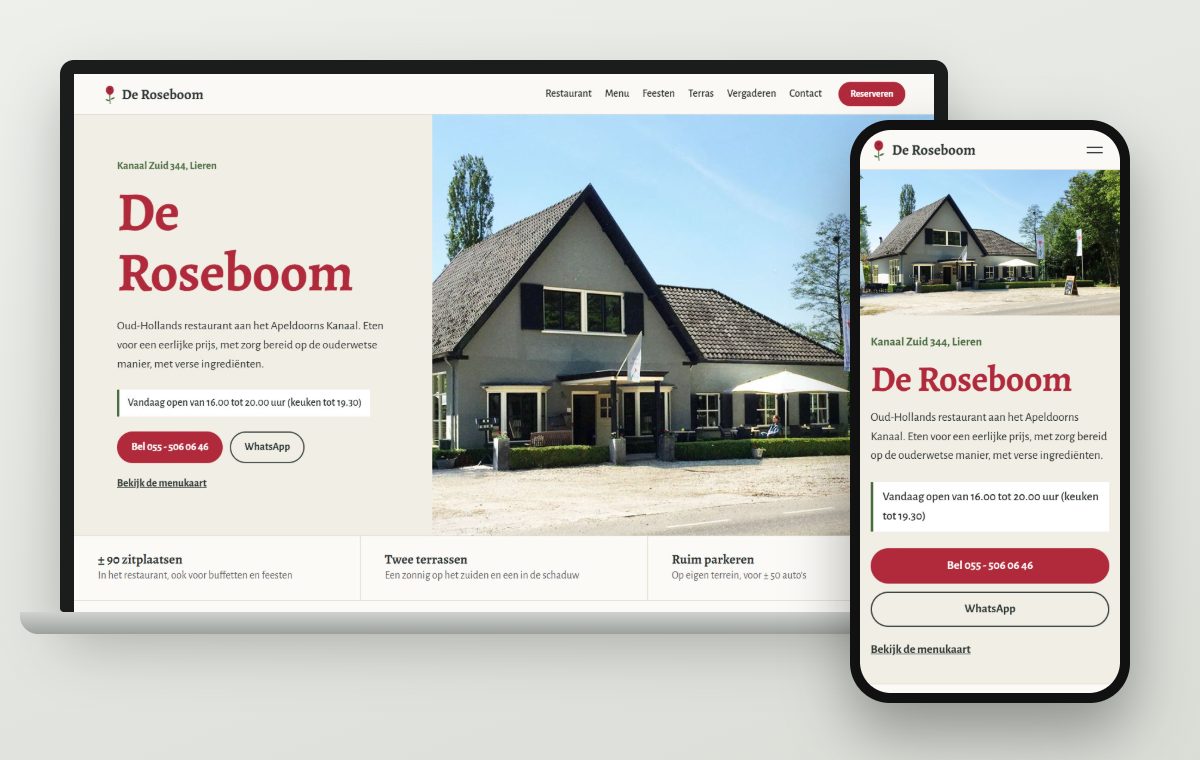 De Roseboom
Restaurant Menu Feesten Terras Vergaderen Contact Reserveren
Kanaal Zuid 344, Lieren
De
Roseboom
Oud-Hollands restaurant aan het Apeldoorns Kanaal. Eten
voor een eerlijke prijs, met zorg bereid op de ouderwetse
manier, met verse ingrediënten.
Vandaag open van 16.00 tot 20.00 uur (keuken tot 19.30)
Bel 055 - 506 06 46
WhatsApp
Bekijk de menukaart
± 90 zitplaatsen
In het restaurant, ook voor buffetten en feesten
Twee terrassen
Een zonnig op het zuiden en een in de schaduw
Ruim parkeren
Op eigen terrein, voor ± 50 auto's
De Roseboom
Kanaal Zuid 344, Lieren
De Roseboom
Oud-Hollands restaurant aan het Apeldoorns
Kanaal. Eten voor een eerlijke prijs, met zorg bereid
op de ouderwetse manier, met verse ingrediënten.
Vandaag open van 16.00 tot 20.00 uur (keuken
tot 19.30)
Bel 055 - 506 06 46
WhatsApp
Bekijk de menukaart